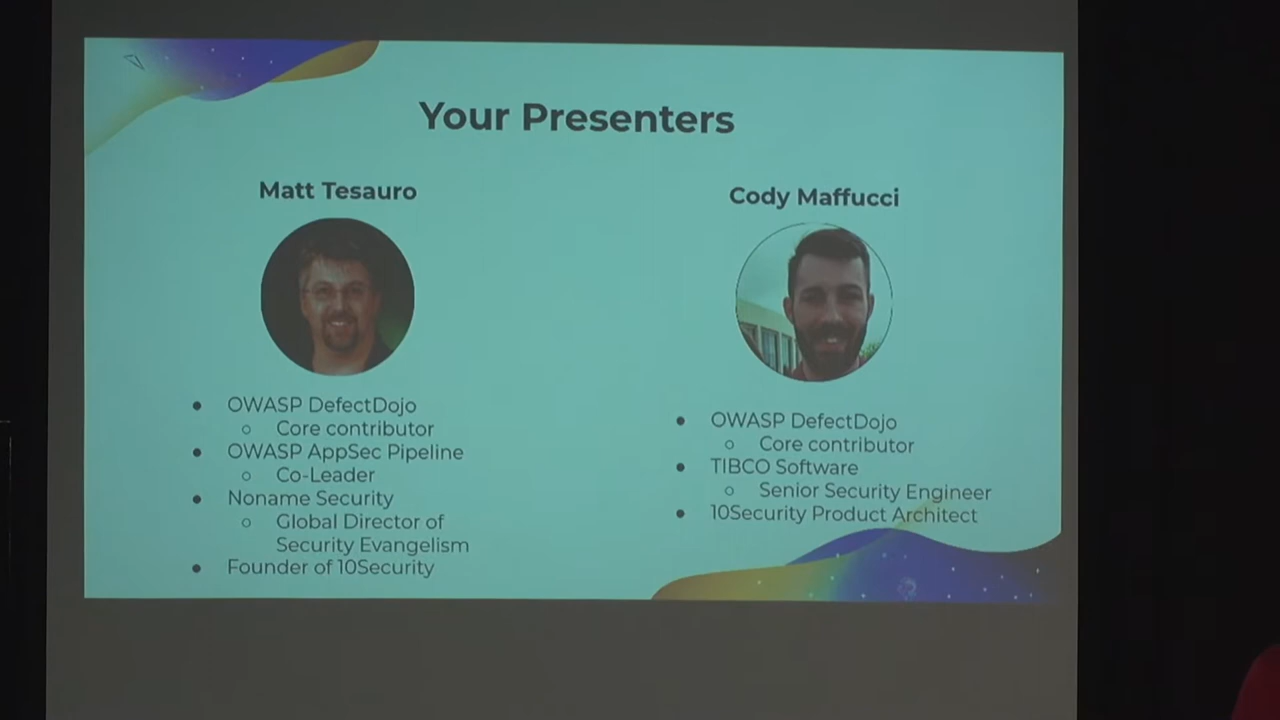 Your Presenters
Matt Tesauro
OWASP DefectDojo
Core contributor
OWASP AppSec Pipeline
Co-Leader
Noname Security
Global Director of
Security Evangelism
Founder of 10Security
Cody Maffucci
OWASP DefectDojo
Core contributor
TIBCO Software
Senior Security Engineer
10Security Product Architect